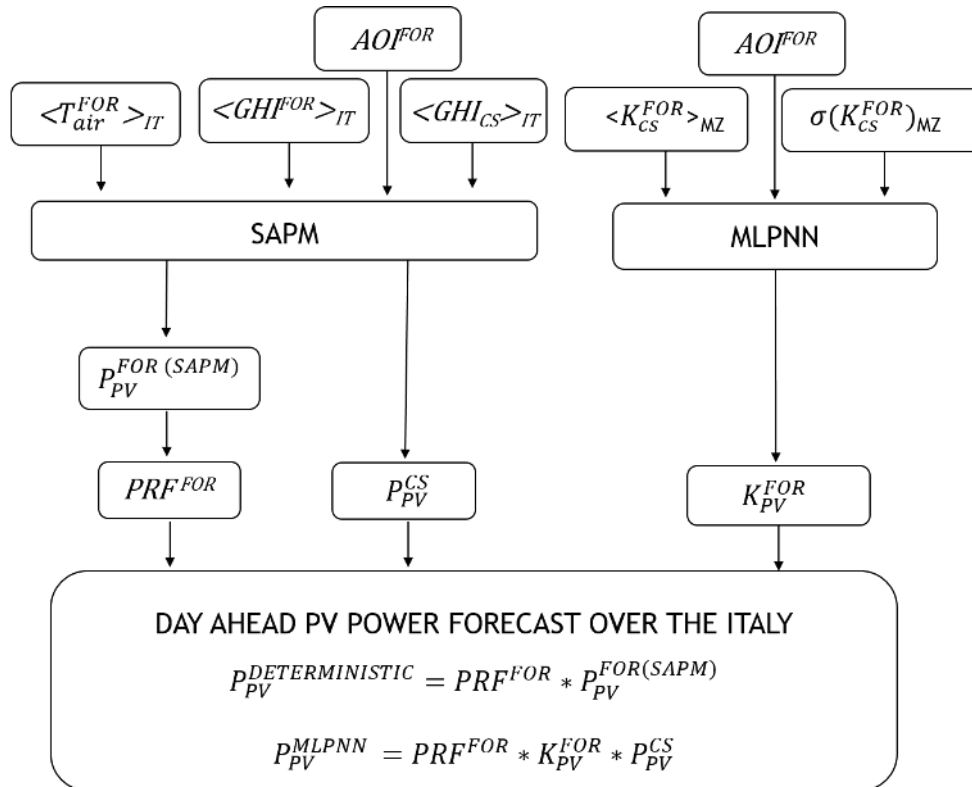 AOI^FOR
AOI^FOR
<T_air^FOR>_IT
<GHI^FOR>_IT
<GHI_CS>_IT
<K_cs^FOR>_MZ
σ(K_cs^FOR)_MZ
SAPM
MLPNN
P_PV^FOR (SAPM)
PRF^FOR
P_PV^CS
K_PV^FOR
DAY AHEAD PV POWER FORECAST OVER THE ITALY
P_PV^DETERMINISTIC = PRF^FOR * P_PV^FOR(SAPM)
P_PV^MLPNN = PRF^FOR * K_PV^FOR * P_PV^CS